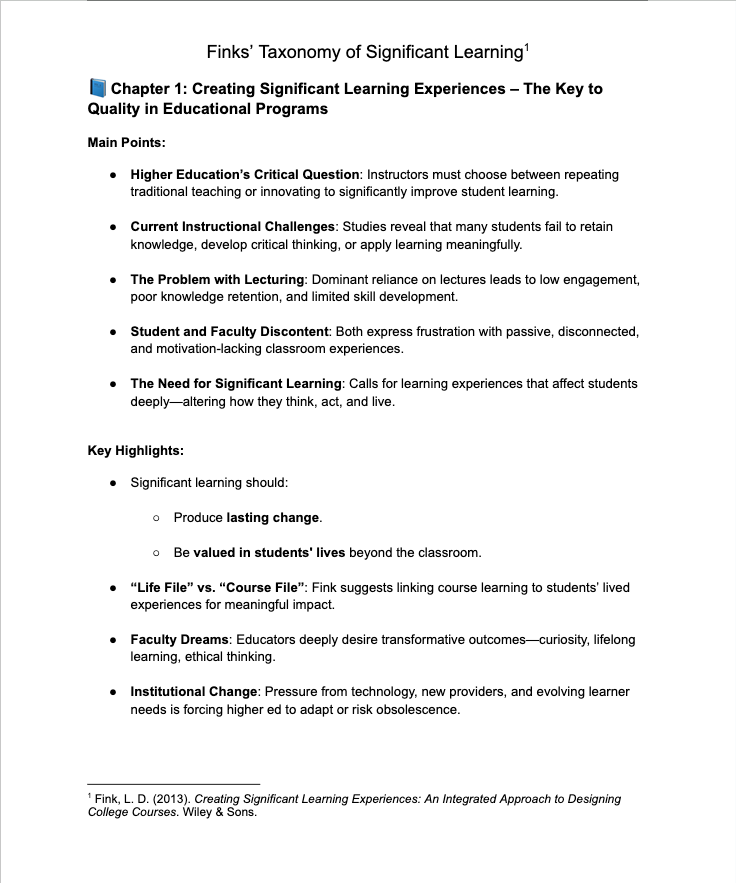 Finks’ Taxonomy of Significant Learning¹
📘 Chapter 1: Creating Significant Learning Experiences – The Key to
Quality in Educational Programs
Main Points:
● Higher Education’s Critical Question: Instructors must choose between repeating
traditional teaching or innovating to significantly improve student learning.
● Current Instructional Challenges: Studies reveal that many students fail to retain
knowledge, develop critical thinking, or apply learning meaningfully.
● The Problem with Lecturing: Dominant reliance on lectures leads to low engagement,
poor knowledge retention, and limited skill development.
● Student and Faculty Discontent: Both express frustration with passive, disconnected,
and motivation-lacking classroom experiences.
● The Need for Significant Learning: Calls for learning experiences that affect students
deeply—altering how they think, act, and live.
Key Highlights:
● Significant learning should:
○ Produce lasting change.
○ Be valued in students' lives beyond the classroom.
● “Life File” vs. “Course File”: Fink suggests linking course learning to students’ lived
experiences for meaningful impact.
● Faculty Dreams: Educators deeply desire transformative outcomes—curiosity, lifelong
learning, ethical thinking.
● Institutional Change: Pressure from technology, new providers, and evolving learner
needs is forcing higher ed to adapt or risk obsolescence.
¹ Fink, L. D. (2013). Creating Significant Learning Experiences: An Integrated Approach to Designing
College Courses. Wiley & Sons.